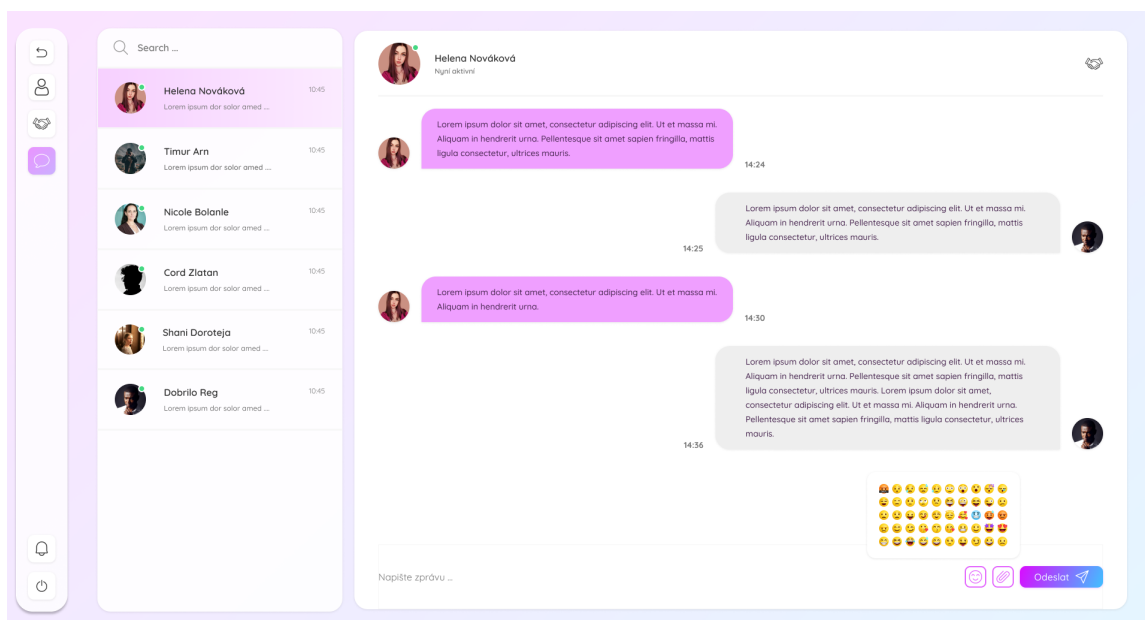 Search ...
Helena Nováková
10:45
Lorem ipsum dor solor amed ...
Timur Arn
10:45
Lorem ipsum dor solor amed ...
Nicole Bolanle
10:45
Lorem ipsum dor solor amed ...
Cord Zlatan
10:45
Lorem ipsum dor solor amed ...
Shani Doroteja
10:45
Lorem ipsum dor solor amed ...
Dobrilo Reg
10:45
Lorem ipsum dor solor amed ...
Helena Nováková
Nyní aktivní
Lorem ipsum dolor sit amet, consectetur adipiscing elit. Ut et massa mi.
Aliquam in hendrerit urna. Pellentesque sit amet sapien fringilla, mattis
ligula consectetur, ultrices mauris.
14:24
Lorem ipsum dolor sit amet, consectetur adipiscing elit. Ut et massa mi.
Aliquam in hendrerit urna. Pellentesque sit amet sapien fringilla, mattis
ligula consectetur, ultrices mauris.
14:25
Lorem ipsum dolor sit amet, consectetur adipiscing elit. Ut et massa mi.
Aliquam in hendrerit urna.
14:30
Lorem ipsum dolor sit amet, consectetur adipiscing elit. Ut et massa mi.
Aliquam in hendrerit urna. Pellentesque sit amet sapien fringilla, mattis
ligula consectetur, ultrices mauris. Lorem ipsum dolor sit amet,
consectetur adipiscing elit. Ut et massa mi. Aliquam in hendrerit urna.
Pellentesque sit amet sapien fringilla, mattis ligula consectetur, ultrices
mauris.
14:36
Napište zprávu ...
Odeslat